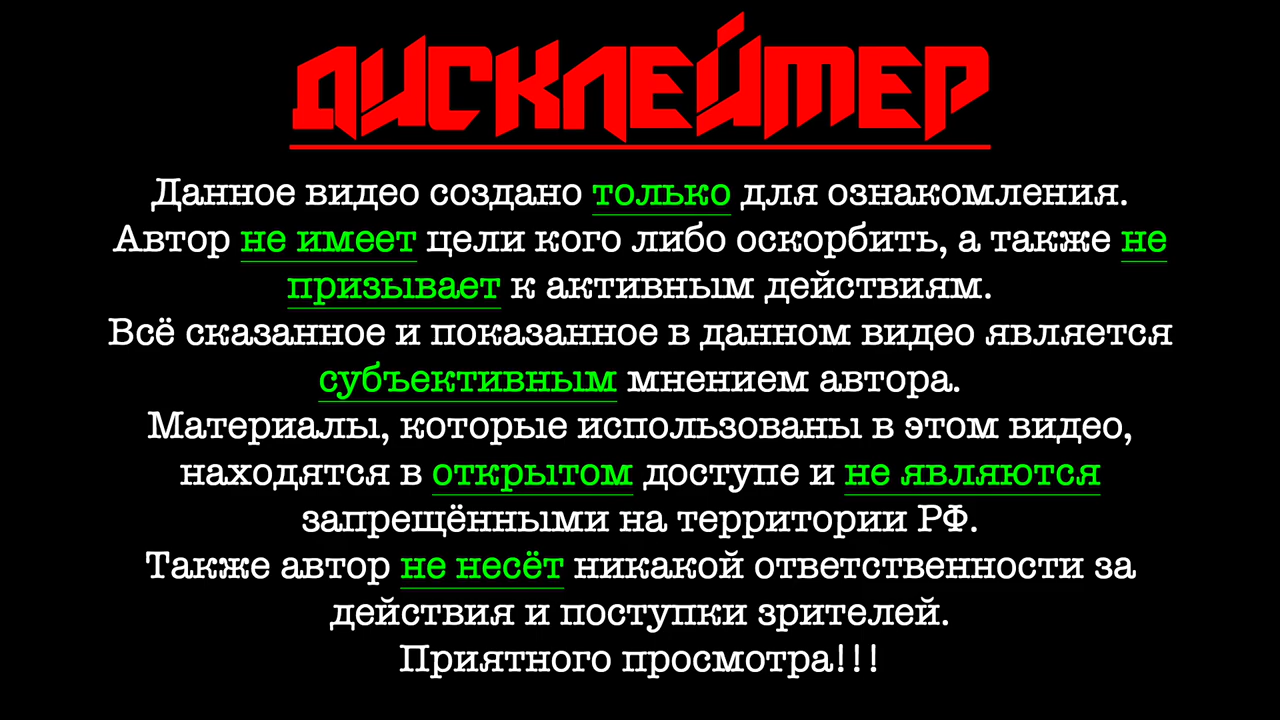 ДИСКЛЕЙМЕР
Данное видео создано только для ознакомления.
Автор не имеет цели кого либо оскорбить, а также не
призывает к активным действиям.
Всё сказанное и показанное в данном видео является
субъективным мнением автора.
Материалы, которые использованы в этом видео,
находятся в открытом доступе и не являются
запрещёнными на территории РФ.
Также автор не несёт никакой ответственности за
действия и поступки зрителей.
Приятного просмотра!!!